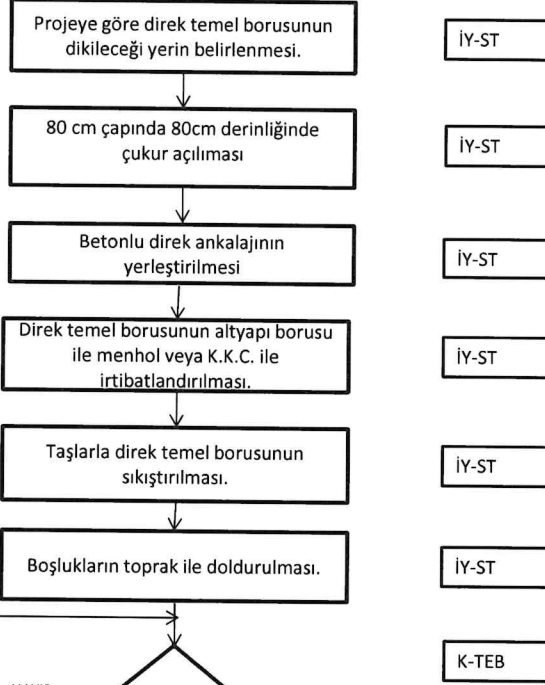 Projeye göre direk temel borusunun
dikileceği yerin belirlenmesi.
İY-ST
80 cm çapında 80cm derinliğinde
çukur açılıması
İY-ST
Betonlu direk ankalajının
yerleştirilmesi
İY-ST
Direk temel borusunun altyapı borusu
ile menhol veya K.K.C. ile
irtibatlandırılması.
İY-ST
Taşlarla direk temel borusunun
sıkıştırılması.
İY-ST
Boşlukların toprak ile doldurulması.
İY-ST
K-TEB